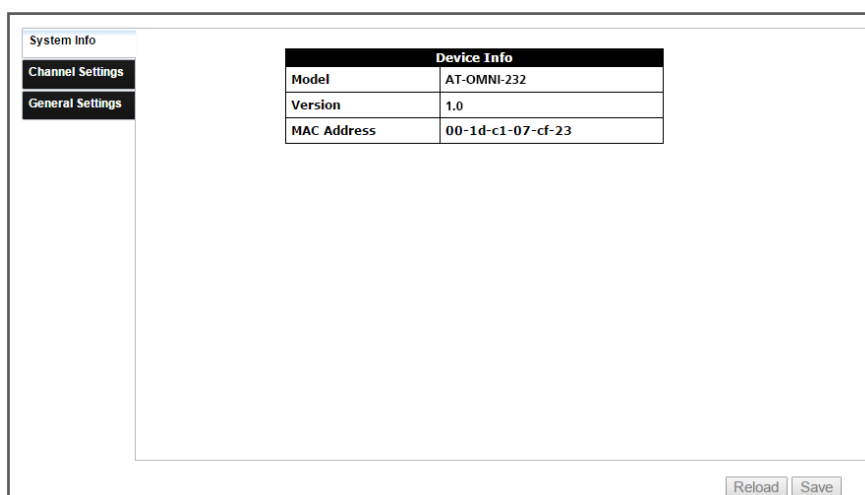 System Info
Channel Settings
General Settings
Device Info
Model AT-OMNI-232
Version 1.0
MAC Address 00-1d-c1-07-cf-23
Reload Save